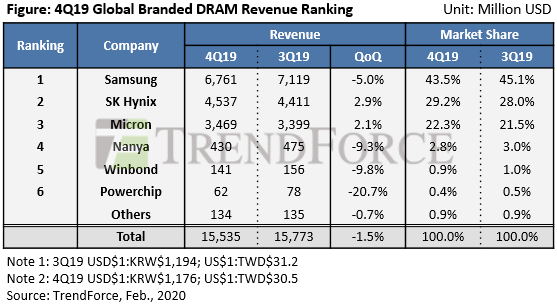 Figure: 4Q19 Global Branded DRAM Revenue Ranking Unit: Million USD
Ranking Company Revenue Market Share
4Q19 3Q19 QoQ 4Q19 3Q19
1 Samsung 6,761 7,119 -5.0% 43.5% 45.1%
2 SK Hynix 4,537 4,411 2.9% 29.2% 28.0%
3 Micron 3,469 3,399 2.1% 22.3% 21.5%
4 Nanya 430 475 -9.3% 2.8% 3.0%
TRENDFORCE
5 Winbond 141 156 -9.8% 0.9% 1.0%
6 Powerchip 62 78 -20.7% 0.4% 0.5%
Others 134 135 -0.7% 0.9% 0.9%
Total 15,535 15,773 -1.5% 100.0% 100.0%
Note 1: 3Q19 USD$1:KRW$1,194; US$1:TWD$31.2
Note 2: 4Q19 USD$1:KRW$1,176; US$1:TWD$30.5
Source: TrendForce, Feb., 2020